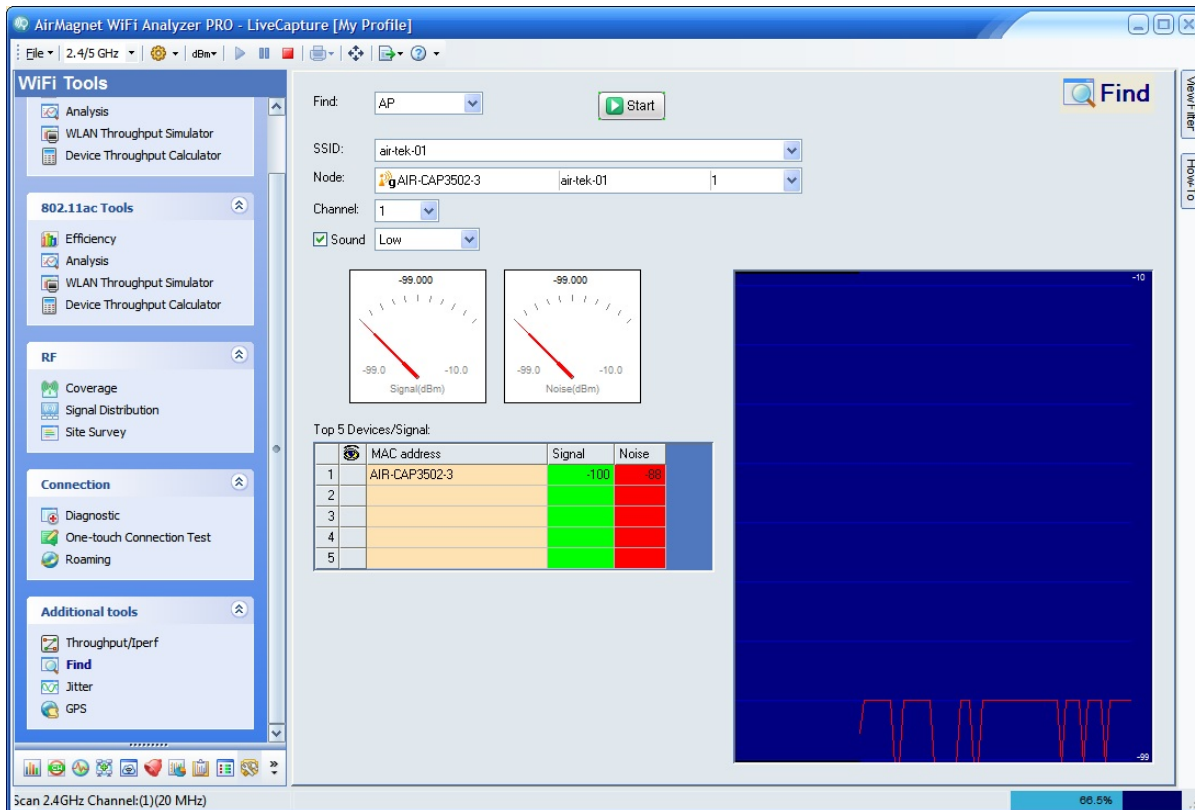 AirMagnet WiFi Analyzer PRO - LiveCapture [My Profile]
File 2.4/5 GHz dBm
WiFi Tools
Analysis
WLAN Throughput Simulator
Device Throughput Calculator
802.11ac Tools
Efficiency
Analysis
WLAN Throughput Simulator
Device Throughput Calculator
RF
Coverage
Signal Distribution
Site Survey
Connection
Diagnostic
One-touch Connection Test
Roaming
Additional tools
Throughput/Iperf
Find
Jitter
GPS
Find: AP Start
Find
SSID: air-tek-01
Node: g AIR-CAP3502-3 air-tek-01 1
Channel: 1
Sound Low
-99.000
-99.0 -10.0
Signal(dBm)
-99.000
-99.0 -10.0
Noise(dBm)
Top 5 Devices/Signal:
MAC address Signal Noise
1 AIR-CAP3502-3 -100 -88
2
3
4
5
-10
-99
View Filter
How-To
Scan 2.4GHz Channel:(1)(20 MHz)
66.5%